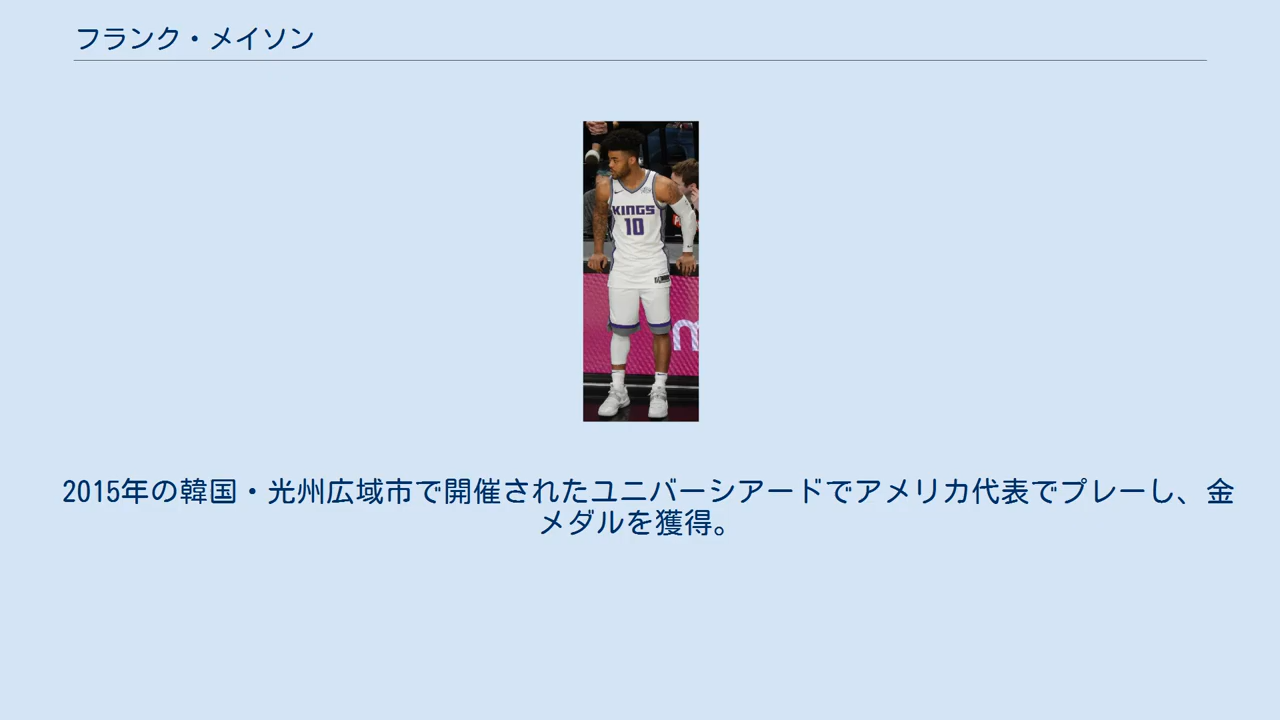 フランク・メイソン
KINGS
10
m
2015年の韓国・光州広域市で開催されたユニバーシアードでアメリカ代表でプレーし、金
メダルを獲得。